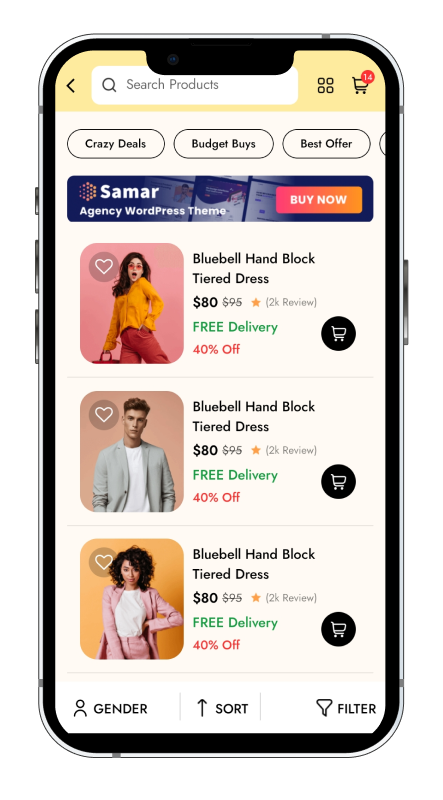 Search Products
14
Crazy Deals
Budget Buys
Best Offer
Samar
Agency WordPress Theme
BUY NOW
Bluebell Hand Block
Tiered Dress
$80 $95 (2k Review)
FREE Delivery
40% Off
Bluebell Hand Block
Tiered Dress
$80 $95 (2k Review)
FREE Delivery
40% Off
Bluebell Hand Block
Tiered Dress
$80 $95 (2k Review)
FREE Delivery
40% Off
GENDER
SORT
FILTER